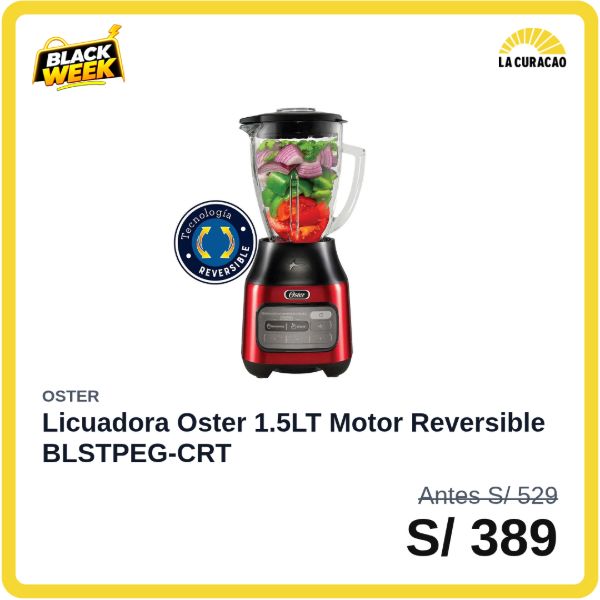 BLACK
WEEK
LA CURACAO
Tecnología
REVERSIBLE
Oster
OSTER
Licuadora Oster 1.5LT Motor Reversible
BLSTPEG-CRT
Antes S/ 529
S/ 389